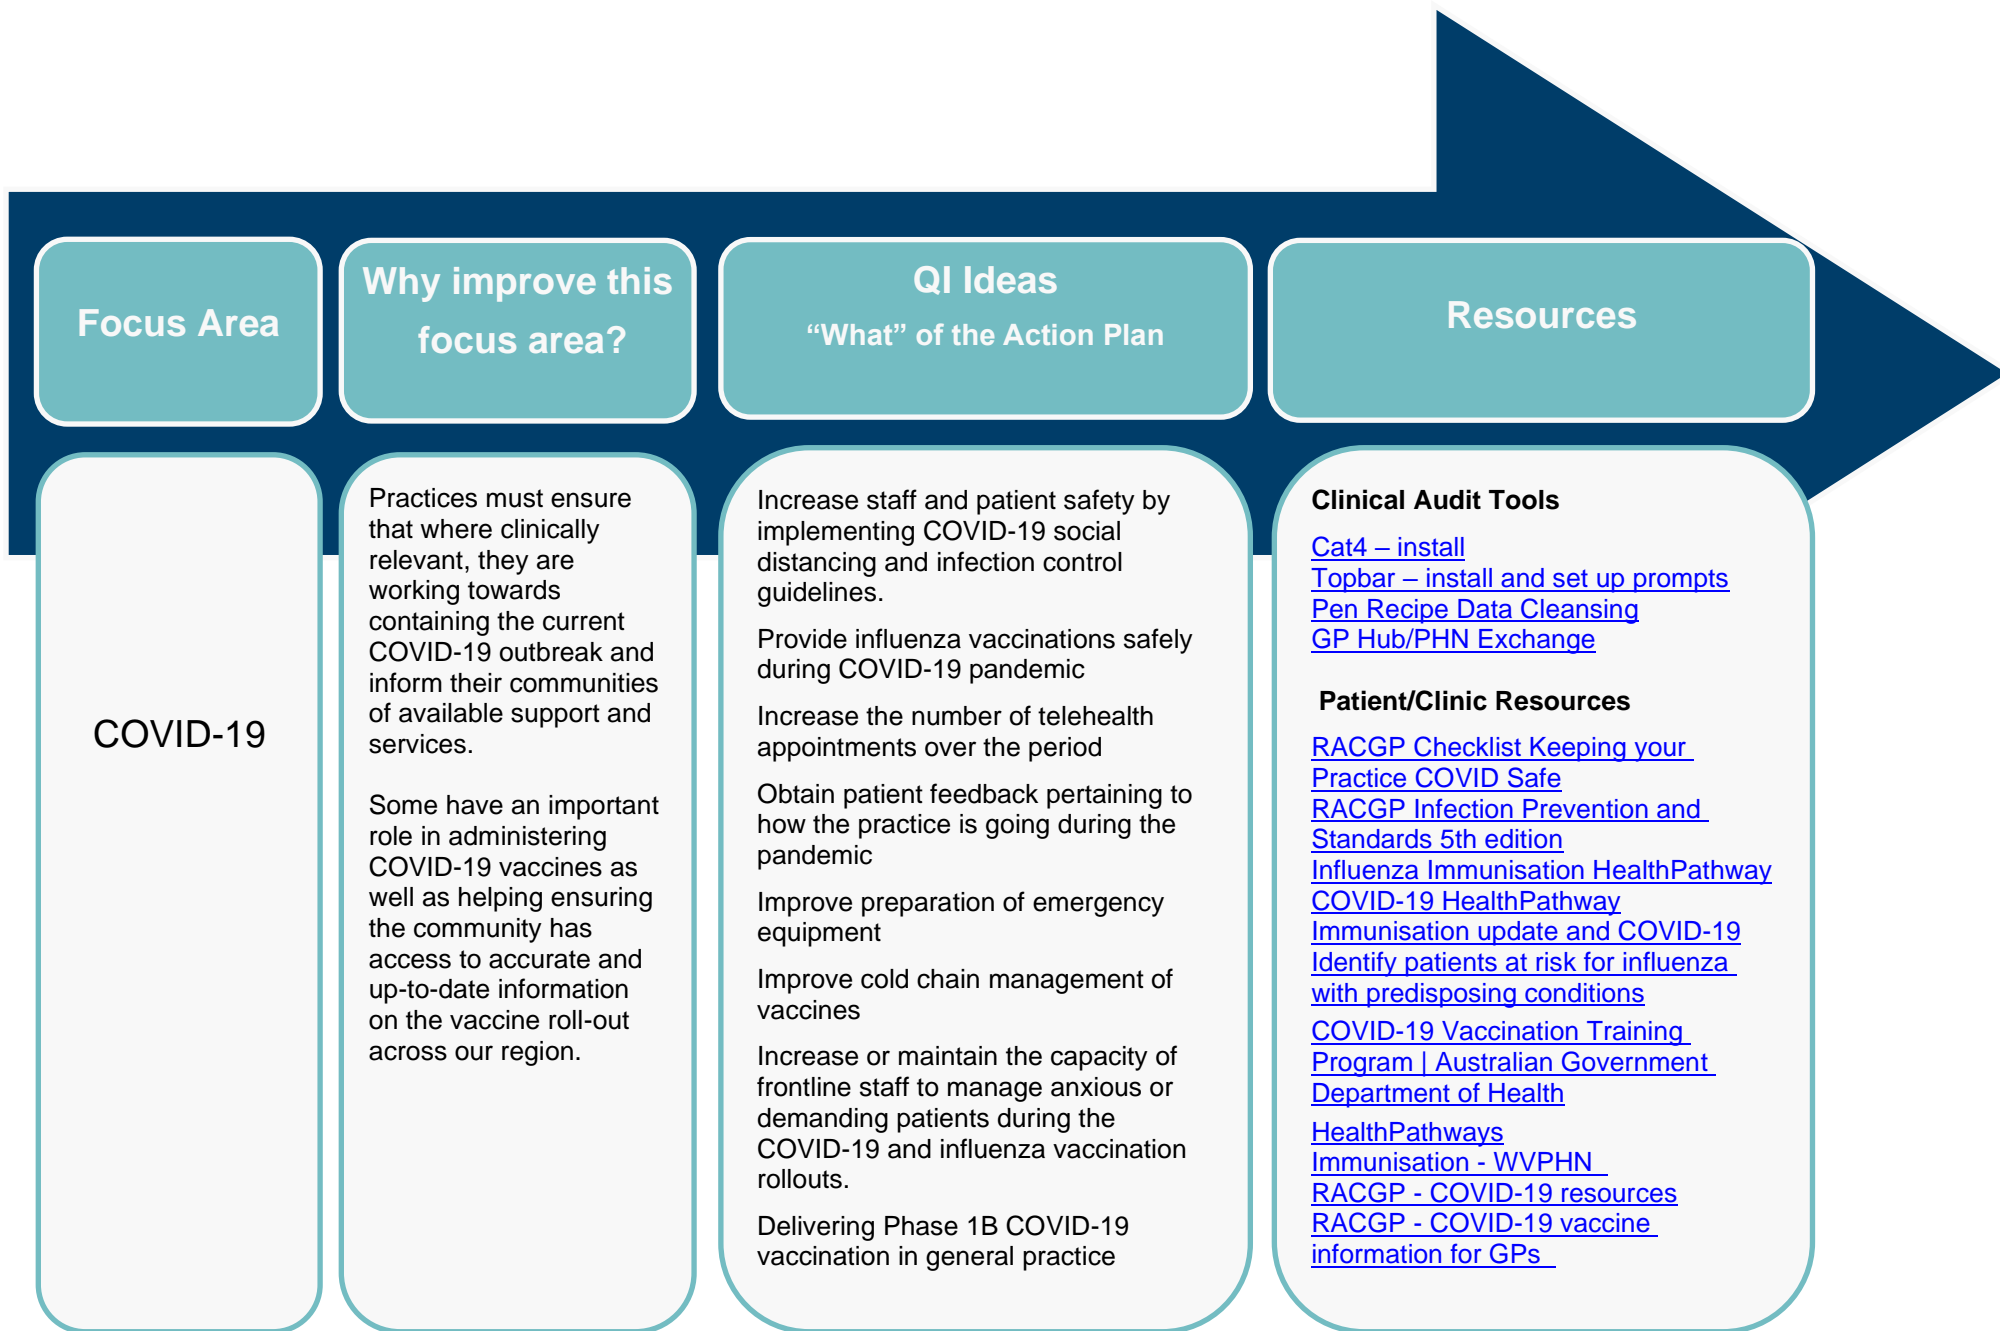 Focus Area
Why improve this
focus area?
QI Ideas
“What” of the Action Plan
Resources
COVID-19
Practices must ensure
that where clinically
relevant, they are
working towards
containing the current
COVID-19 outbreak and
inform their communities
of available support and
services.
Some have an important
role in administering
COVID-19 vaccines as
well as helping ensuring
the community has
access to accurate and
up-to-date information
on the vaccine roll-out
across our region.
Increase staff and patient safety by
implementing COVID-19 social
distancing and infection control
guidelines.
Provide influenza vaccinations safely
during COVID-19 pandemic
Increase the number of telehealth
appointments over the period
Obtain patient feedback pertaining to
how the practice is going during the
pandemic
Improve preparation of emergency
equipment
Improve cold chain management of
vaccines
Increase or maintain the capacity of
frontline staff to manage anxious or
demanding patients during the
COVID-19 and influenza vaccination
rollouts.
Delivering Phase 1B COVID-19
vaccination in general practice
Clinical Audit Tools
Cat4 – install
Topbar – install and set up prompts
Pen Recipe Data Cleansing
GP Hub/PHN Exchange
Patient/Clinic Resources
RACGP Checklist Keeping your
Practice COVID Safe
RACGP Infection Prevention and
Standards 5th edition
Influenza Immunisation HealthPathway
COVID-19 HealthPathway
Immunisation update and COVID-19
Identify patients at risk for influenza
with predisposing conditions
COVID-19 Vaccination Training
Program | Australian Government
Department of Health
HealthPathways
Immunisation - WVPHN
RACGP - COVID-19 resources
RACGP - COVID-19 vaccine
information for GPs